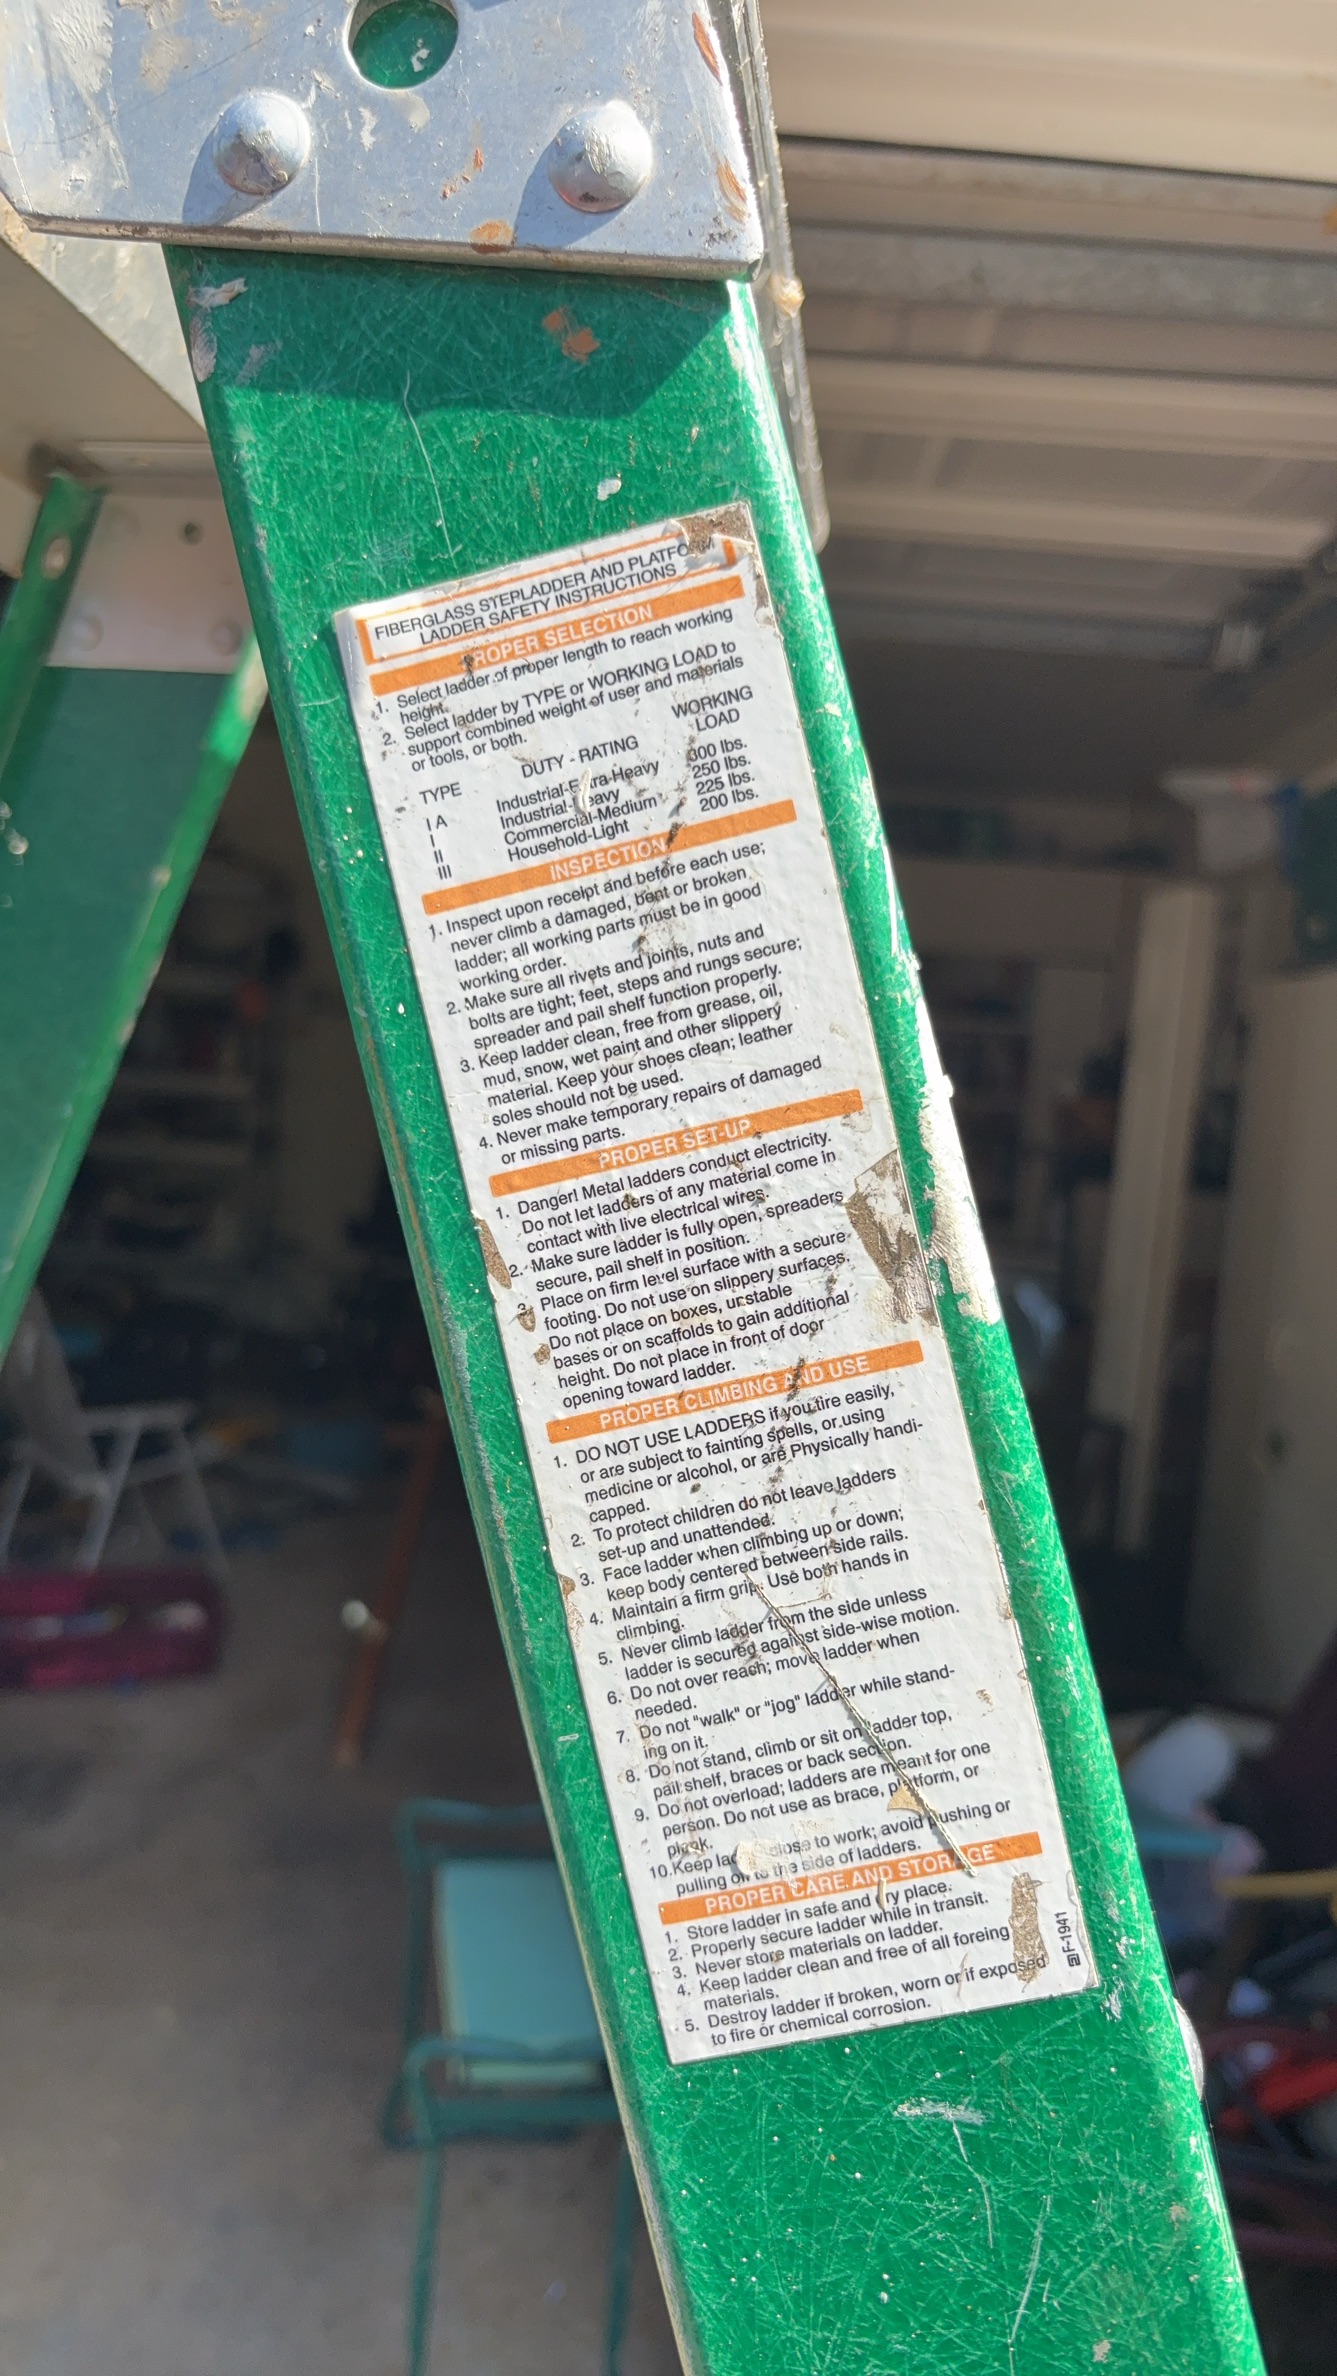 FIBERGLASS STEPLADDER AND PLATFORM
LADDER SAFETY INSTRUCTIONS
PROPER SELECTION
1. Select ladder of proper length to reach working
height.
2. Select ladder by TYPE or WORKING LOAD to
support combined weight of user and materials
or tools, or both.
TYPE DUTY - RATING WORKING LOAD
I A Industrial-Extra-Heavy 300 lbs.
I Industrial-Heavy 250 lbs.
II Commercial-Medium 225 lbs.
III Household-Light 200 lbs.
INSPECTION
1. Inspect upon receipt and before each use;
never climb a damaged, bent or broken
ladder; all working parts must be in good
working order.
2. Make sure all rivets and joints, nuts and
bolts are tight; feet, steps and rungs secure;
spreader and pail shelf function properly.
3. Keep ladder clean, free from grease, oil,
mud, snow, wet paint and other slippery
material. Keep your shoes clean; leather
soles should not be used.
4. Never make temporary repairs of damaged
or missing parts.
PROPER SET-UP
1. Danger! Metal ladders conduct electricity.
Do not let ladders of any material come in
contact with live electrical wires.
2. Make sure ladder is fully open, spreaders
secure, pail shelf in position.
3. Place on firm level surface with a secure
footing. Do not use on slippery surfaces.
Do not place on boxes, unstable
bases or on scaffolds to gain additional
height. Do not place in front of door
opening toward ladder.
PROPER CLIMBING AND USE
1. DO NOT USE LADDERS if you tire easily,
or are subject to fainting spells, or using
medicine or alcohol, or are Physically handi-
capped.
2. To protect children do not leave ladders
set-up and unattended.
3. Face ladder when climbing up or down;
keep body centered between side rails.
4. Maintain a firm grip. Use both hands in
climbing.
5. Never climb ladder from the side unless
ladder is secured against side-wise motion.
6. Do not over reach; move ladder when
needed.
7. Do not "walk" or "jog" ladder while stand-
ing on it.
8. Do not stand, climb or sit on ladder top,
pail shelf, braces or back section.
9. Do not overload; ladders are meant for one
person. Do not use as brace, platform, or
plank.
10. Keep ladder close to work; avoid pushing or
pulling off to the side of ladders.
PROPER CARE AND STORAGE
1. Store ladder in safe and dry place.
2. Properly secure ladder while in transit.
3. Never store materials on ladder.
4. Keep ladder clean and free of all foreing
materials.
5. Destroy ladder if broken, worn or if exposed
to fire or chemical corrosion.
F-1941